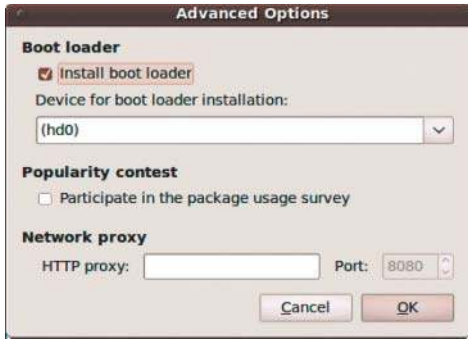 Advanced Options
Boot loader
Install boot loader
Device for boot loader installation:
(hd0)
Popularity contest
Participate in the package usage survey
Network proxy
HTTP proxy: Port: 8080
Cancel OK